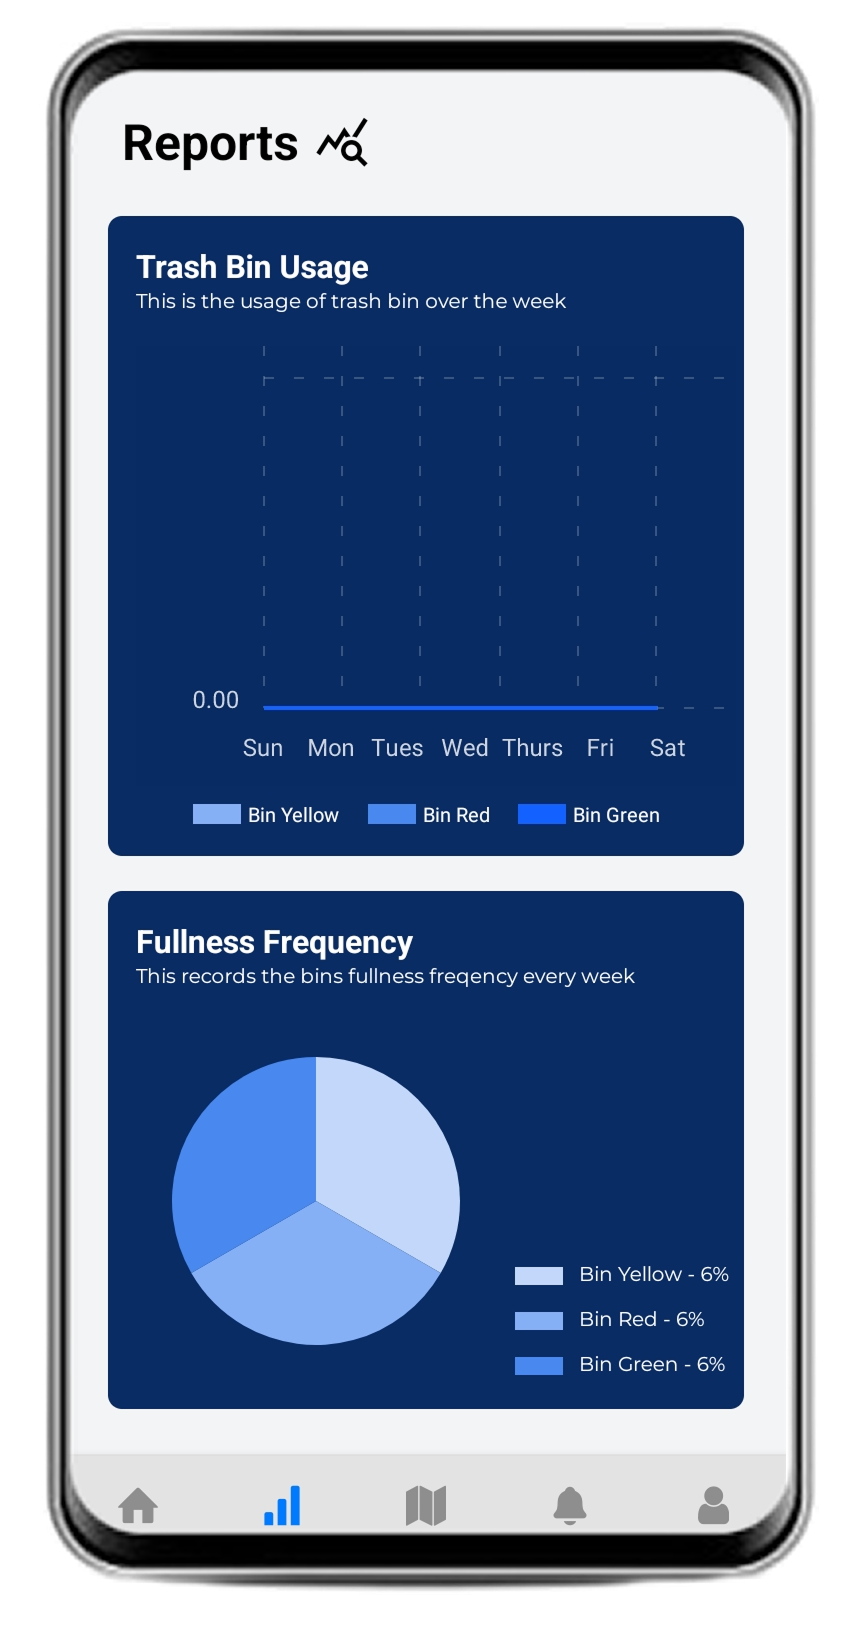 Reports
Trash Bin Usage
This is the usage of trash bin over the week
0.00
Sun Mon Tues Wed Thurs Fri Sat
Bin Yellow Bin Red Bin Green
Fullness Frequency
This records the bins fullness freqency every week
Bin Yellow - 6%
Bin Red - 6%
Bin Green - 6%